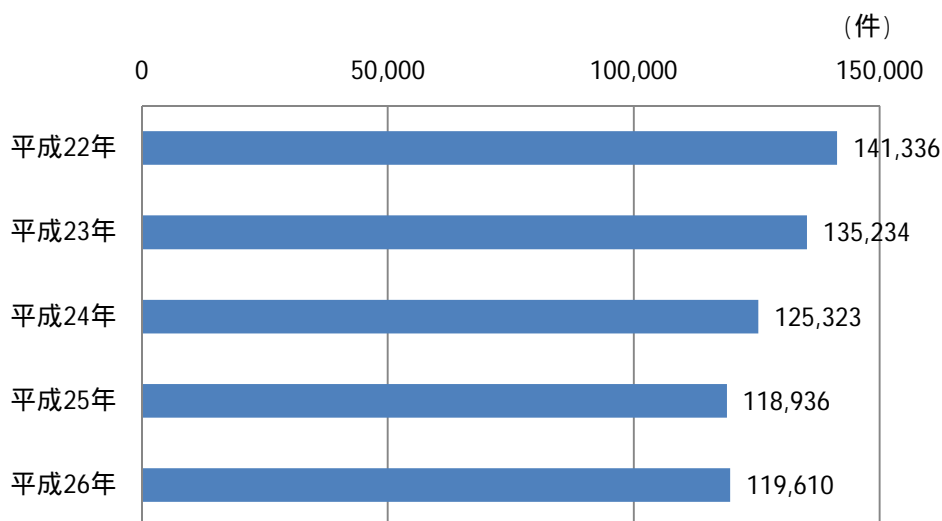 (件)
0 50,000 100,000 150,000
平成22年 141,336
平成23年 135,234
平成24年 125,323
平成25年 118,936
平成26年 119,610